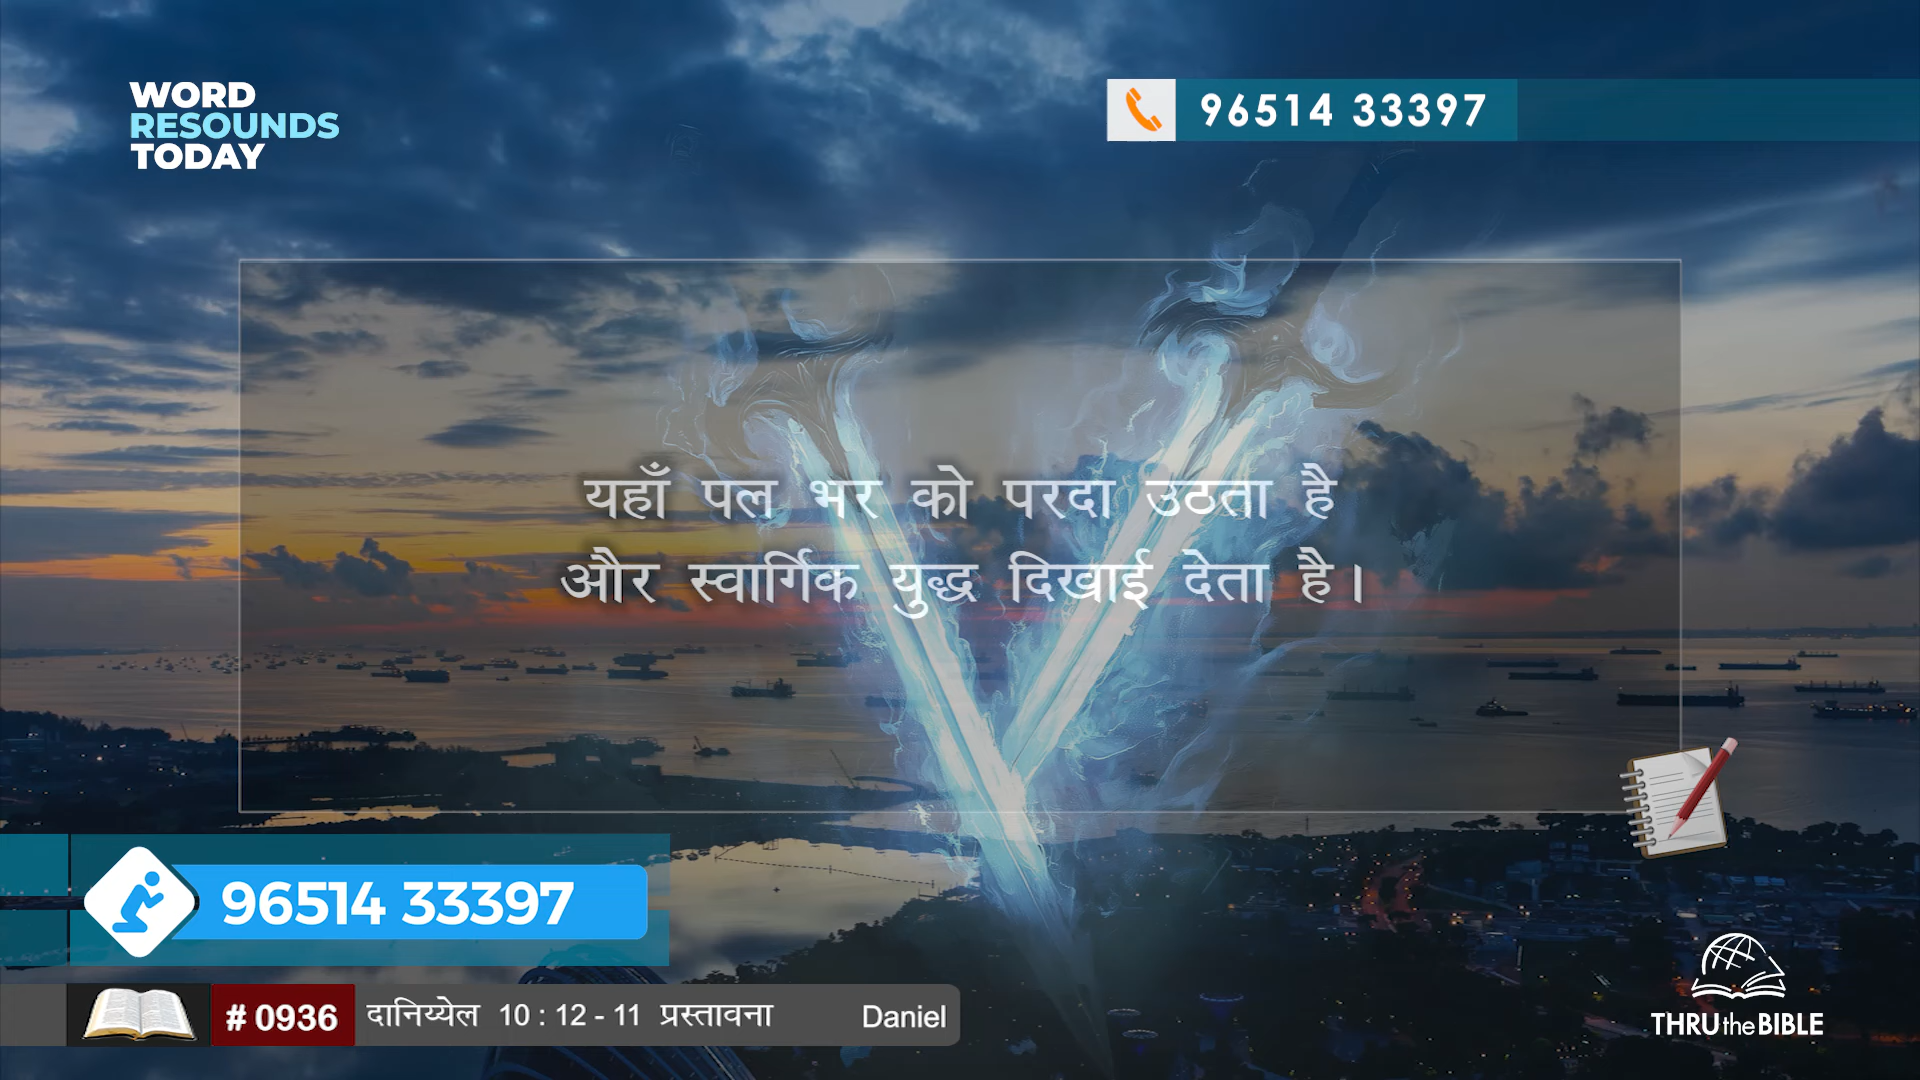 WORD
RESOUNDS
TODAY
96514 33397
यहाँ पल भर को परदा उठता है
और स्वार्गिक युद्ध दिखाई देता है।
96514 33397
# 0936 दानिय्येल 10 : 12 - 11 प्रस्तावना Daniel
THRU the BIBLE